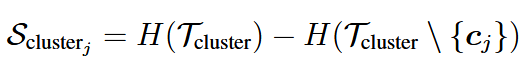 𝒮_{cluster_j} = H(𝒯_{cluster}) − H(𝒯_{cluster} \ {𝒄_j})